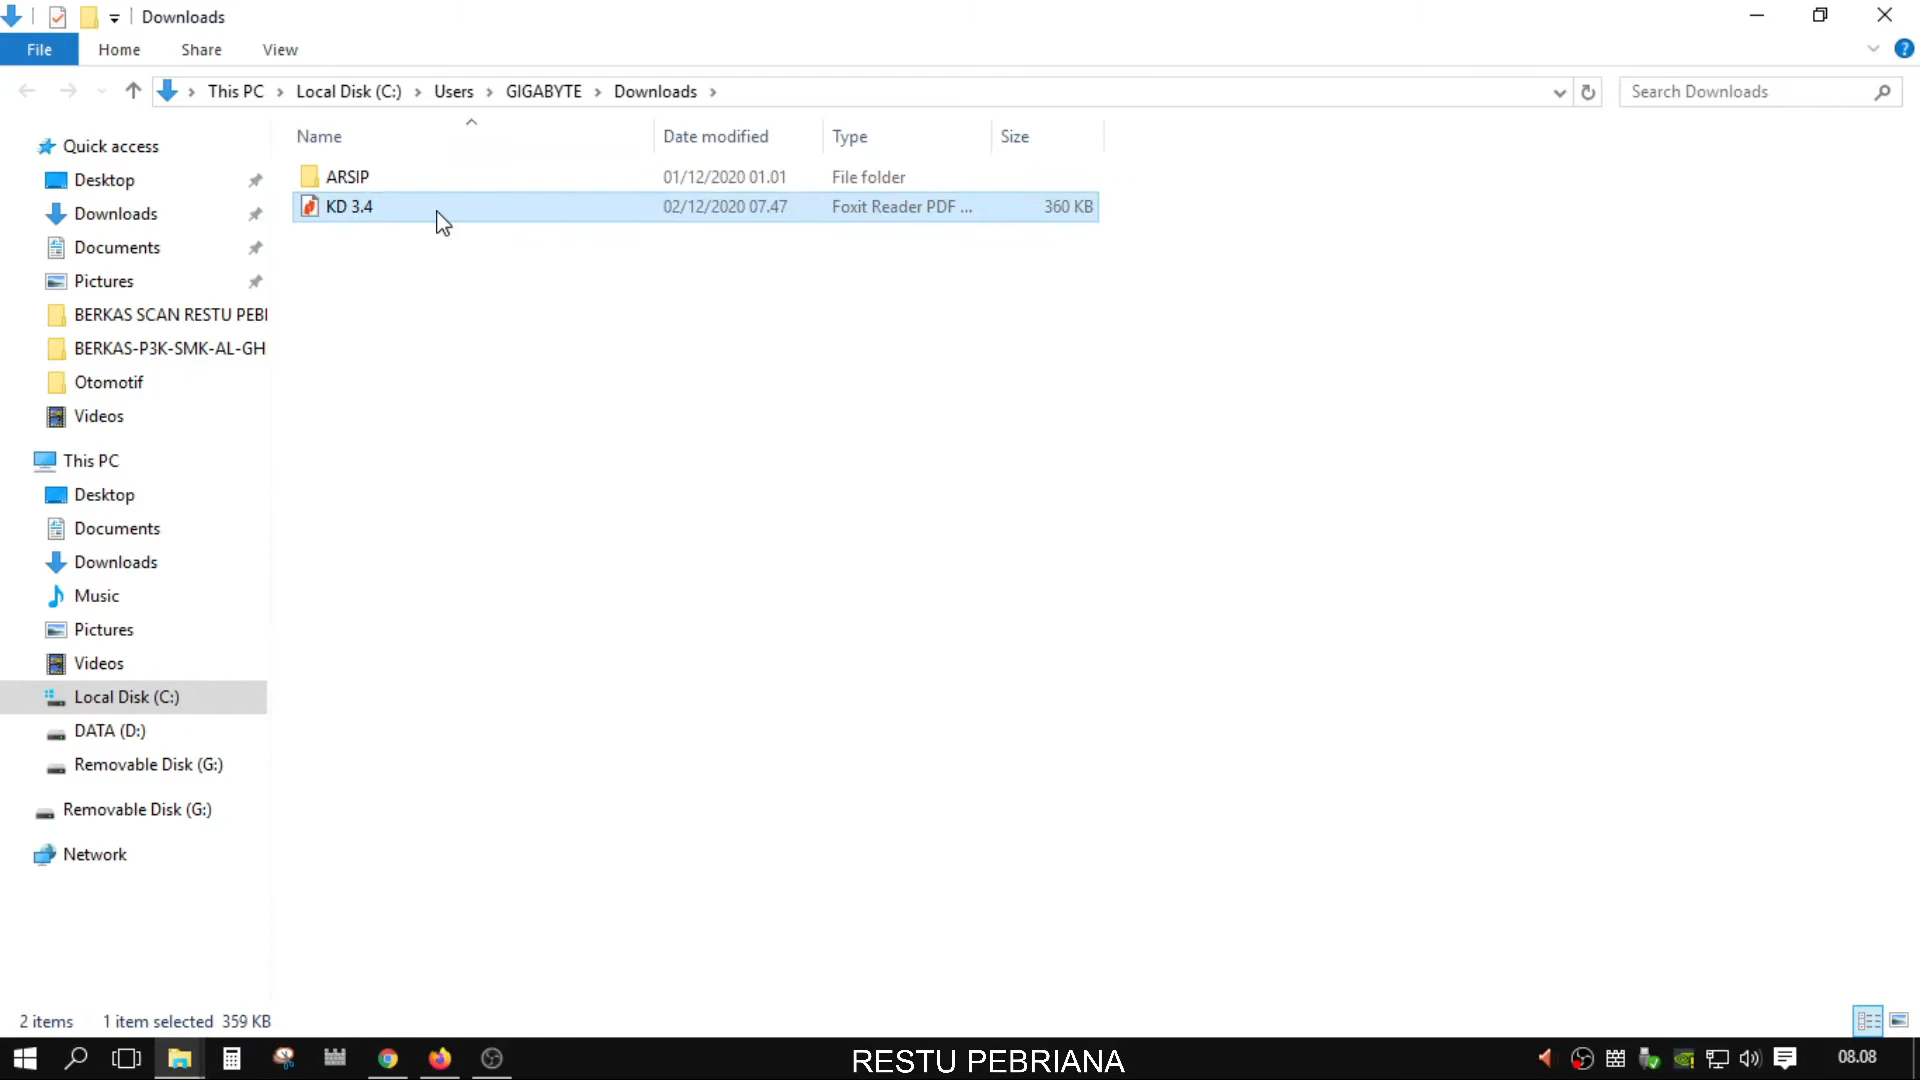 Downloads
File Home Share View
This PC Local Disk (C:) Users GIGABYTE Downloads
Search Downloads
Name Date modified Type Size
ARSIP 01/12/2020 01.01 File folder
KD 3.4 02/12/2020 07.47 Foxit Reader PDF ... 360 KB
Quick access
Desktop
Downloads
Documents
Pictures
BERKAS SCAN RESTU PEBI
BERKAS-P3K-SMK-AL-GH
Otomotif
Videos
This PC
Desktop
Documents
Downloads
Music
Pictures
Videos
Local Disk (C:)
DATA (D:)
Removable Disk (G:)
Removable Disk (G:)
Network
2 items 1 item selected 359 KB
RESTU PEBRIANA
08.08